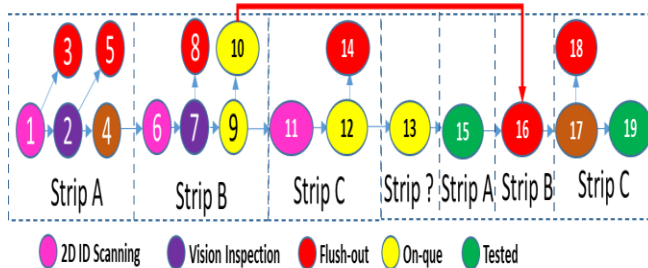 3 5 8 10 14 18
1 2 4 6 7 9 11 12 13 15 16 17 19
Strip A Strip B Strip C Strip ? Strip A Strip B Strip C
2D ID Scanning Vision Inspection Flush-out On-que Tested